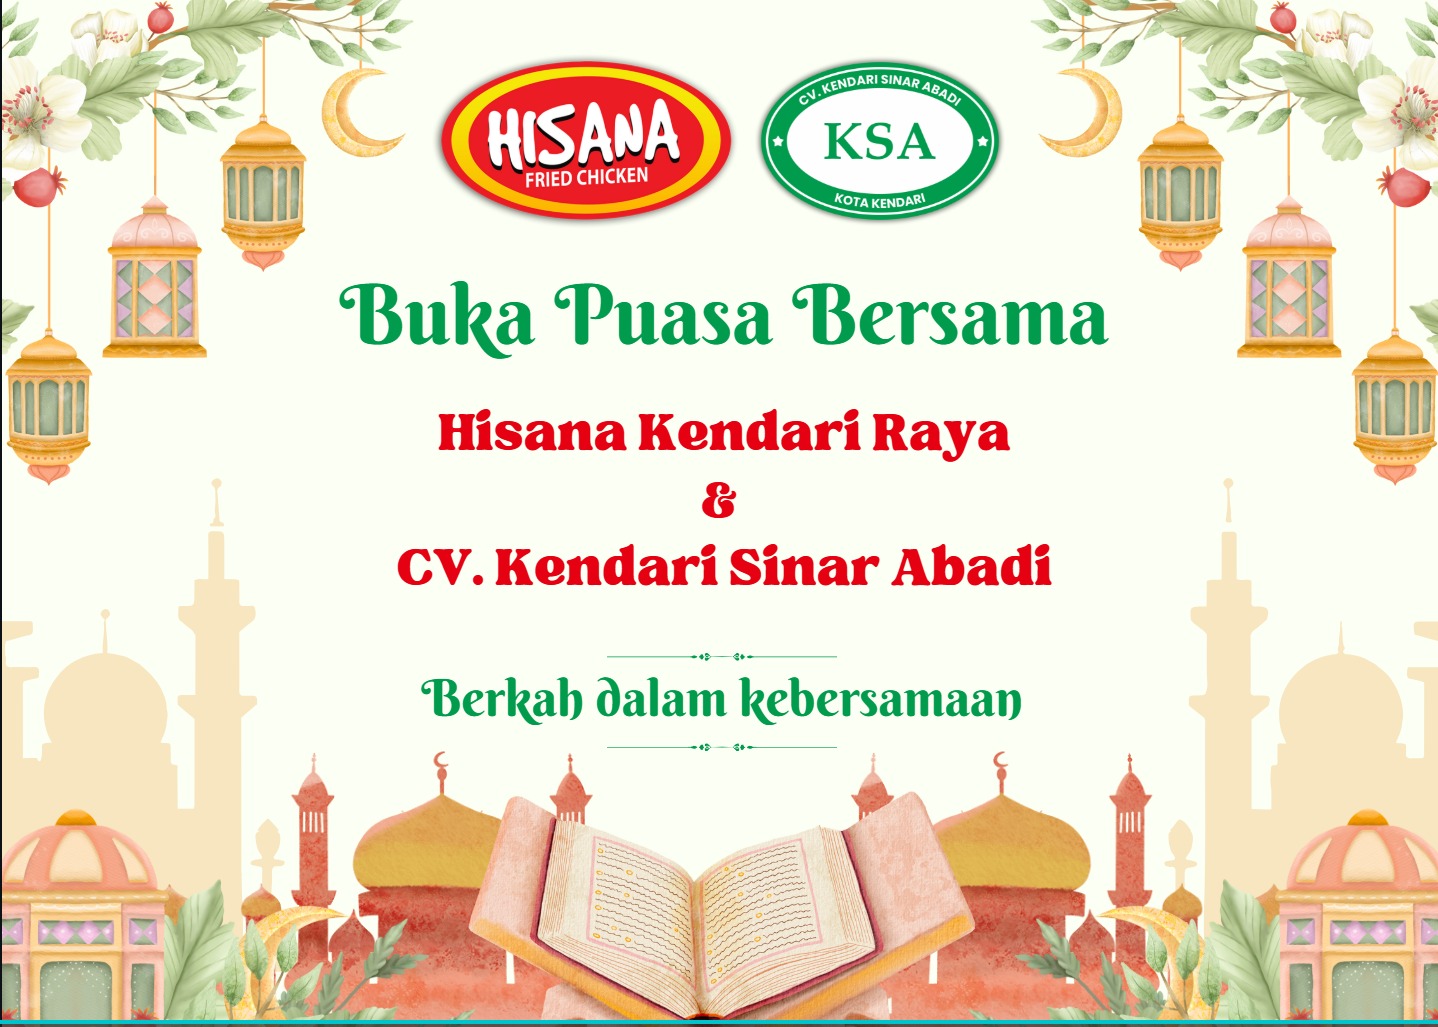 HISANA
FRIED CHICKEN
CV. KENDARI SINAR ABADI
KSA
KOTA KENDARI
Buka Puasa Bersama
Hisana Kendari Raya
&
CV. Kendari Sinar Abadi
Berkah dalam kebersamaan